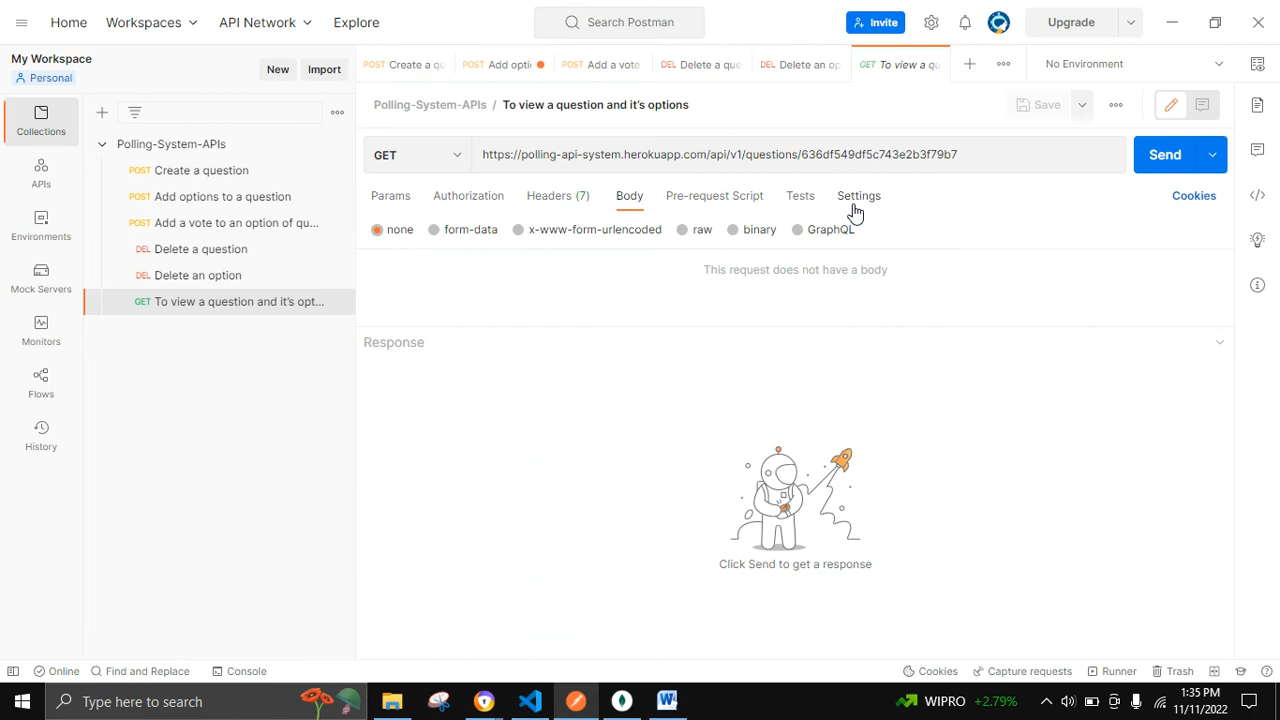 Home Workspaces API Network Explore Search Postman Invite Upgrade
My Workspace
Personal
New Import
POST Create a qu POST Add optio POST Add a vote DEL Delete a que DEL Delete an op GET To view a qu No Environment
Polling-System-APIs / To view a question and it's options Save
Collections
APIs
Environments
Mock Servers
Monitors
Flows
History
Polling-System-APIs
POST Create a question
POST Add options to a question
POST Add a vote to an option of qu...
DEL Delete a question
DEL Delete an option
GET To view a question and it's opt...
GET https://polling-api-system.herokuapp.com/api/v1/questions/636df549df5c743e2b3f79b7 Send
Params Authorization Headers (7) Body Pre-request Script Tests Settings Cookies
none form-data x-www-form-urlencoded raw binary GraphQL
This request does not have a body
Response
Click Send to get a response
Online Find and Replace Console Cookies Capture requests Runner Trash
Type here to search WIPRO +2.79% 1:35 PM
11/11/2022